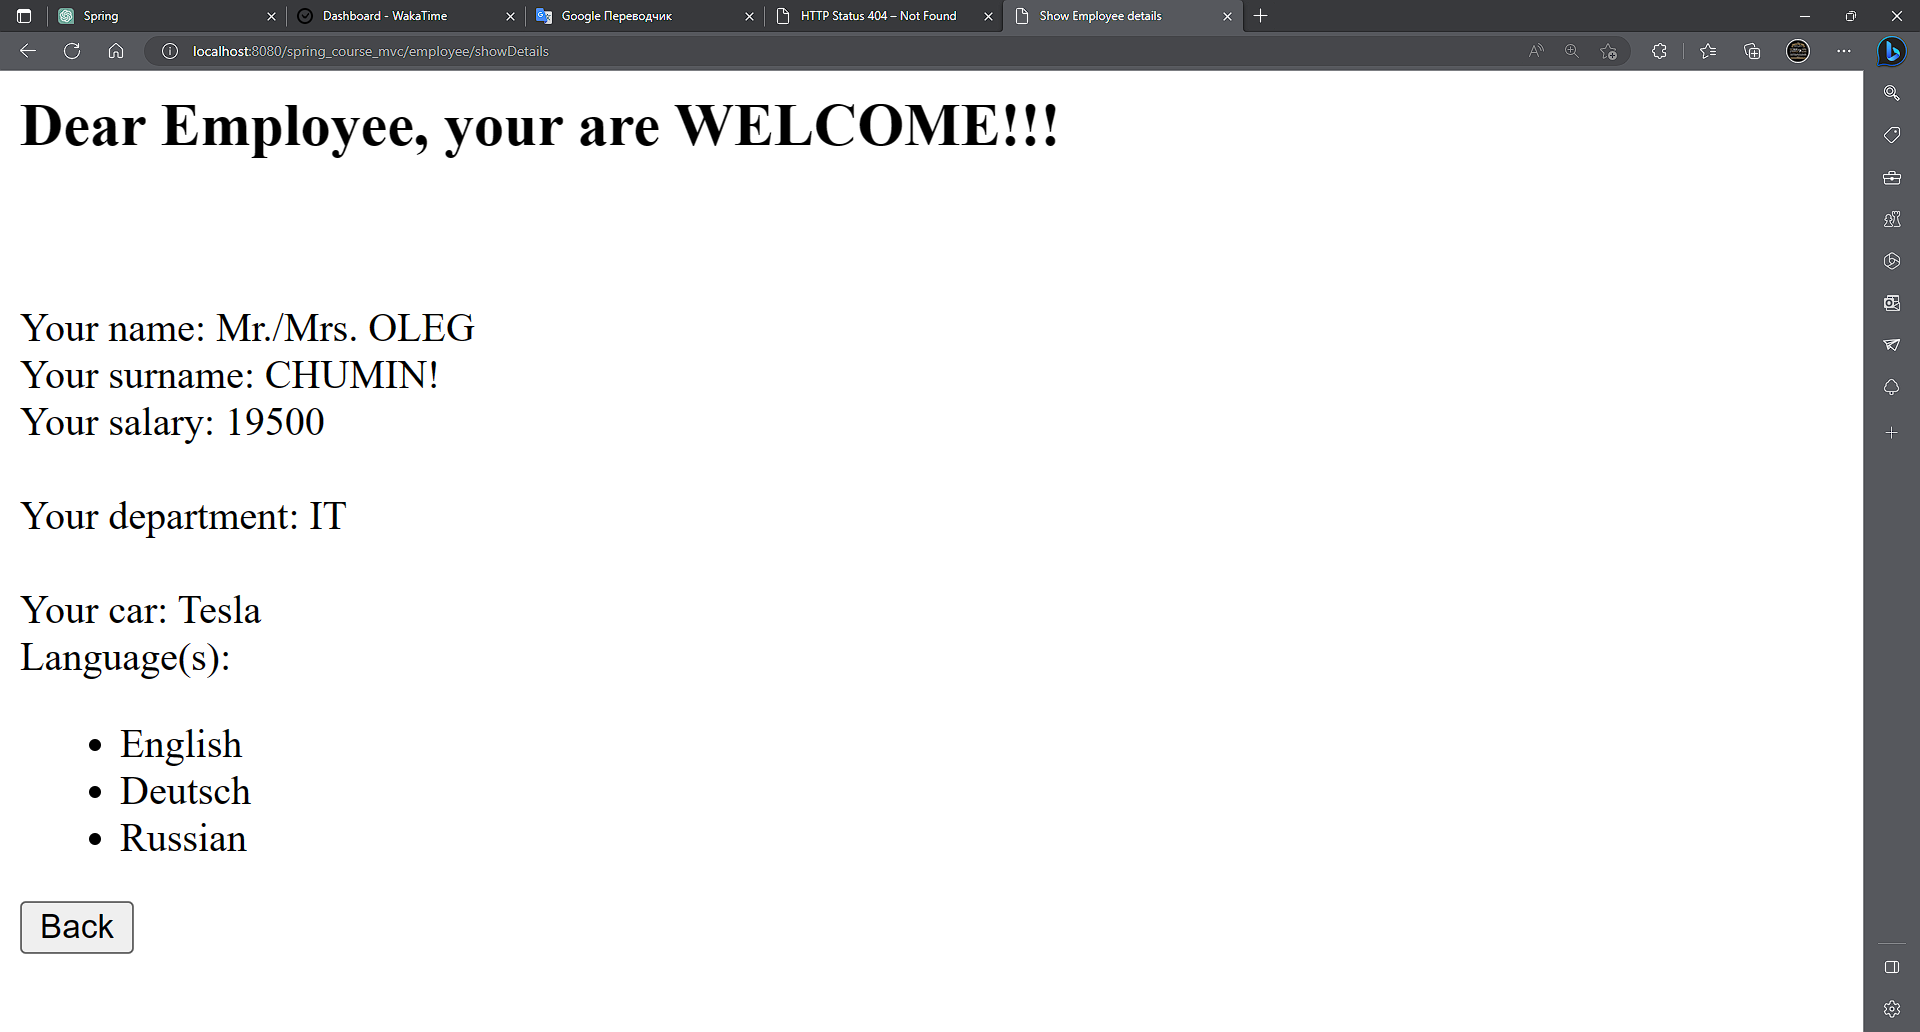 Spring
Dashboard - WakaTime
Google Переводчик
HTTP Status 404 – Not Found
Show Employee details
localhost:8080/spring_course_mvc/employee/showDetails
Dear Employee, your are WELCOME!!!
Your name: Mr./Mrs. OLEG
Your surname: CHUMIN!
Your salary: 19500
Your department: IT
Your car: Tesla
Language(s):
English
Deutsch
Russian
Back